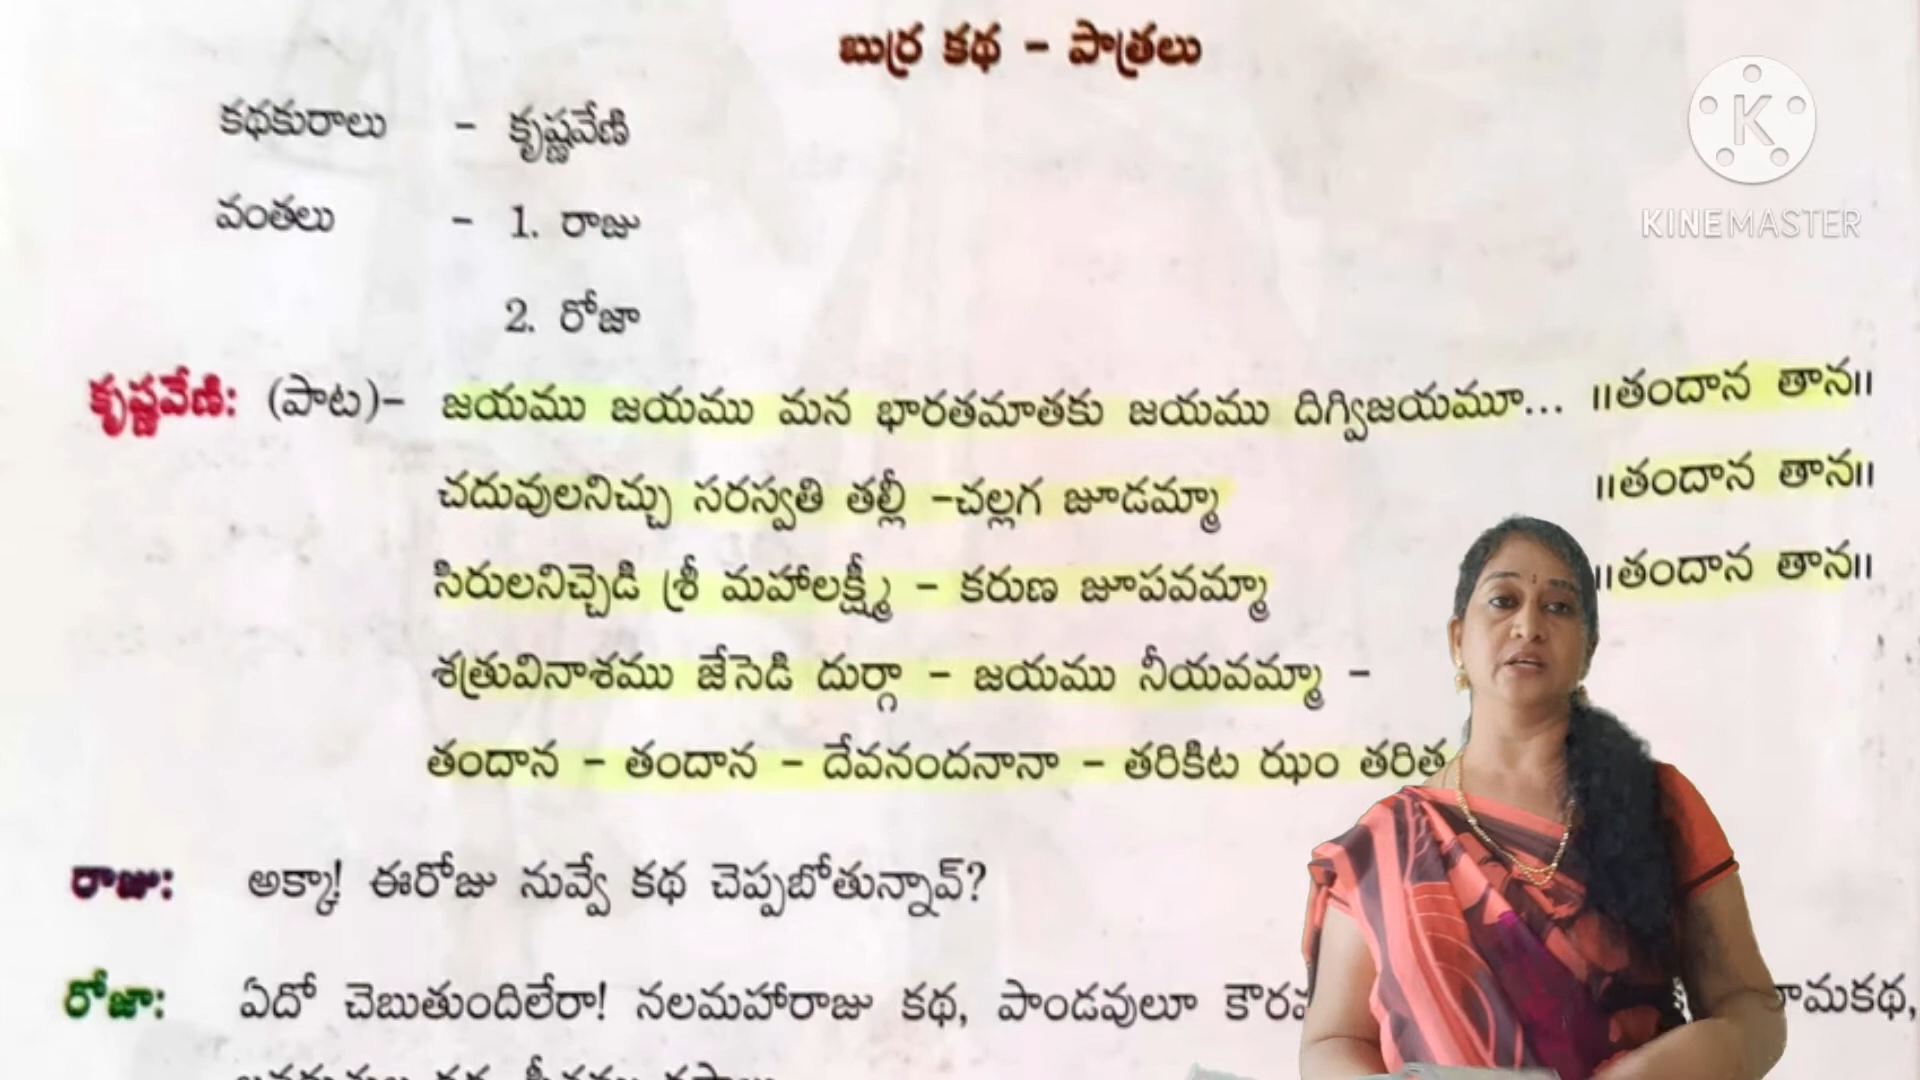 బుర్ర కథ - పాత్రలు
కథకురాలు - కృష్ణవేణి
వంతలు - 1. రాజు
2. రోజా
కృష్ణవేణి: (పాట)- జయము జయము మన భారతమాతకు జయము దిగ్విజయమూ... ॥తందాన తాన॥
చదువులనిచ్చు సరస్వతి తల్లీ -చల్లగ జూడమ్మా ॥తందాన తాన॥
సిరులనిచ్చెడి శ్రీ మహాలక్ష్మీ - కరుణ జూపవమ్మా ॥తందాన తాన॥
శత్రువినాశము జేసెడి దుర్గా - జయము నీయవమ్మా -
తందాన - తందాన - దేవనందనానా - తరికిట ఝం తరిత
రాజు: అక్కా! ఈరోజు నువ్వే కథ చెప్పబోతున్నావ్?
రోజా: ఏదో చెబుతుందిలేరా! నలమహారాజు కథ, పాండవులూ
K
KINEMASTER